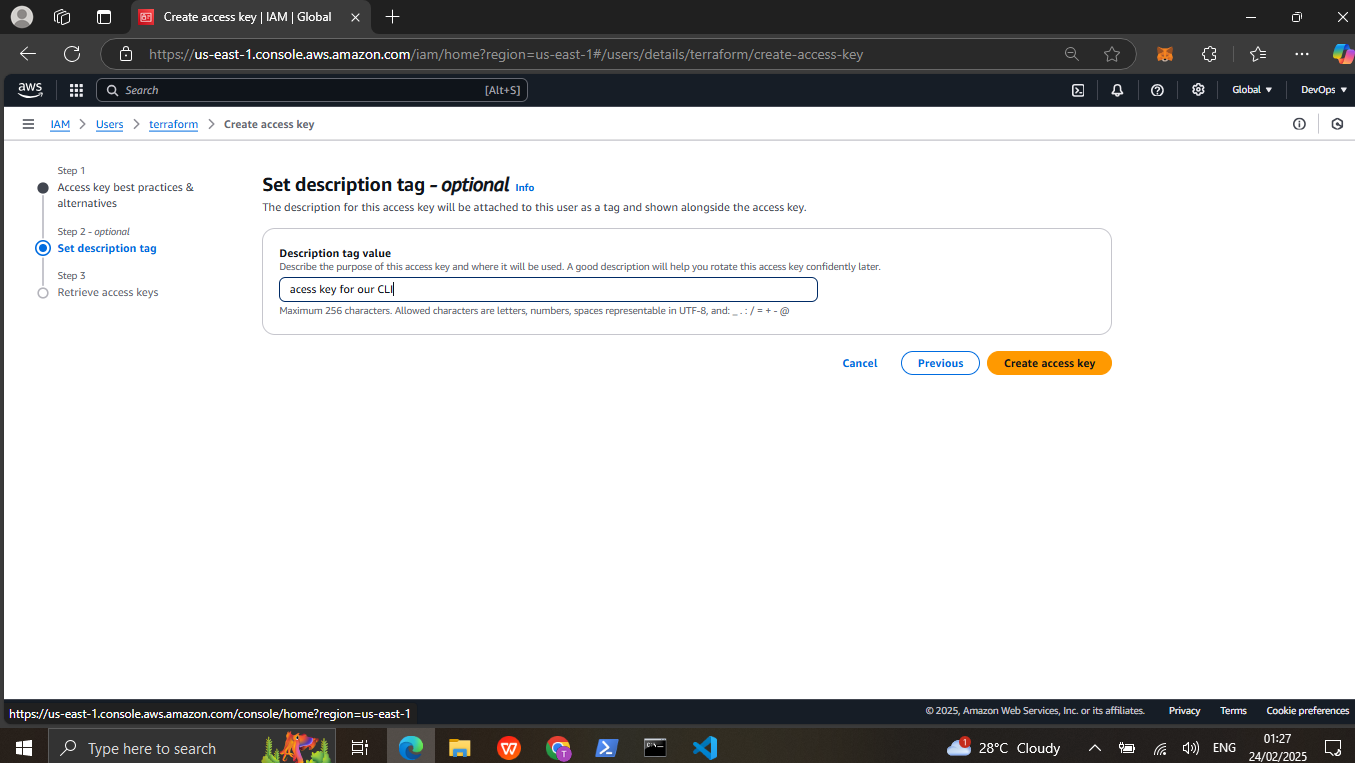 Create access key | IAM | Global
https://us-east-1.console.aws.amazon.com/iam/home?region=us-east-1#/users/details/terraform/create-access-key
aws
Search
[Alt+S]
Global
DevOps
IAM
Users
terraform
Create access key
Step 1
Access key best practices &
alternatives
Step 2 - optional
Set description tag
Step 3
Retrieve access keys
Set description tag - optional Info
The description for this access key will be attached to this user as a tag and shown alongside the access key.
Description tag value
Describe the purpose of this access key and where it will be used. A good description will help you rotate this access key confidently later.
acess key for our CLI
Maximum 256 characters. Allowed characters are letters, numbers, spaces representable in UTF-8, and: _ . : / = + - @
Cancel
Previous
Create access key
https://us-east-1.console.aws.amazon.com/console/home?region=us-east-1
© 2025, Amazon Web Services, Inc. or its affiliates.
Privacy
Terms
Cookie preferences
Type here to search
W
T
1
28°C Cloudy
ENG
01:27
24/02/2025